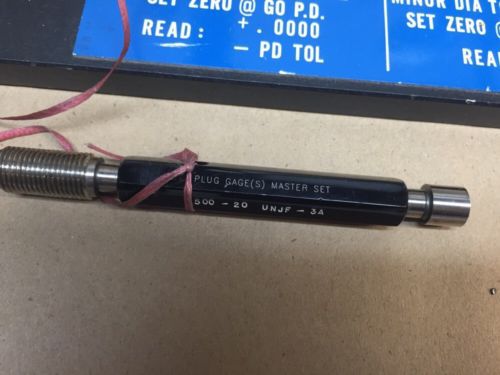 SET ZERO @ GO P.D.
READ: + . 0000
- PD TOL
MINOR DIA
SET ZERO @
REA
PLUG GAGE(S) MASTER SET
500 - 20 UNJF - 3A